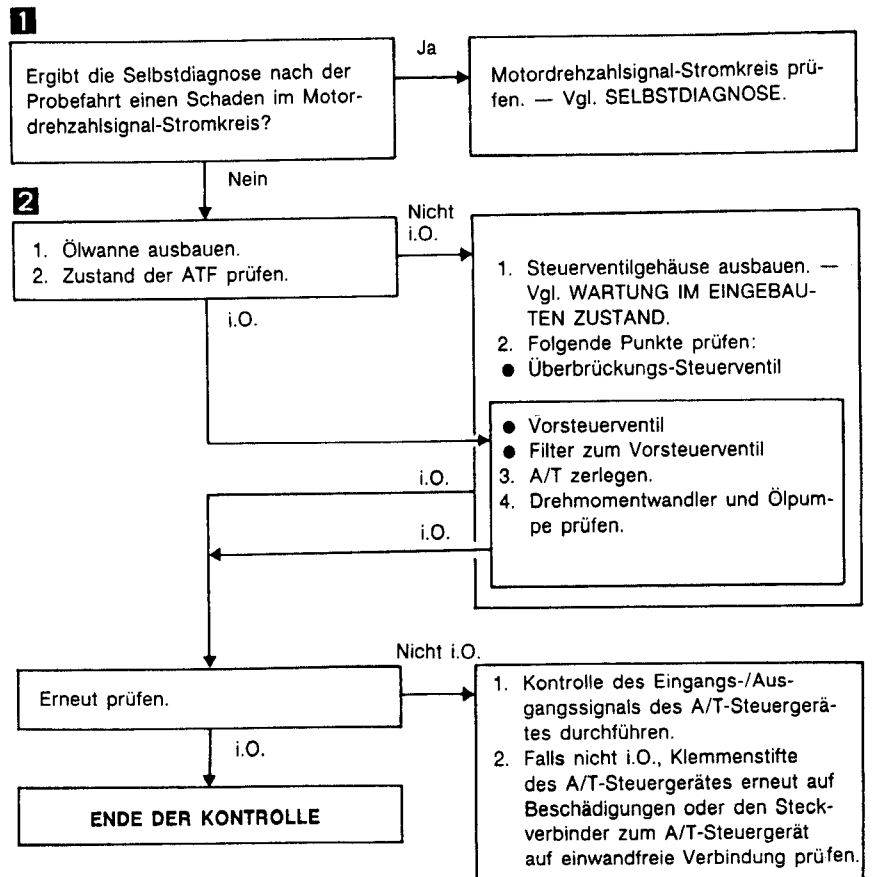 1
Ergibt die Selbstdiagnose nach der
Probefahrt einen Schaden im Motor-
drehzahlsignal-Stromkreis?
Ja
Motordrehzahlsignal-Stromkreis prü-
fen. — Vgl. SELBSTDIAGNOSE.
Nein
2
1. Ölwanne ausbauen.
2. Zustand der ATF prüfen.
Nicht
i.O.
i.O.
1. Steuerventilgehäuse ausbauen. —
Vgl. WARTUNG IM EINGEBAU-
TEN ZUSTAND.
2. Folgende Punkte prüfen:
● Überbrückungs-Steuerventil
● Vorsteuerventil
● Filter zum Vorsteuerventil
3. A/T zerlegen.
4. Drehmomentwandler und Ölpum-
pe prüfen.
i.O.
i.O.
Erneut prüfen.
Nicht i.O.
1. Kontrolle des Eingangs-/Aus-
gangssignals des A/T-Steuergerä-
tes durchführen.
2. Falls nicht i.O., Klemmenstifte
des A/T-Steuergerätes erneut auf
Beschädigungen oder den Steck-
verbinder zum A/T-Steuergerät
auf einwandfreie Verbindung prüfen.
i.O.
ENDE DER KONTROLLE